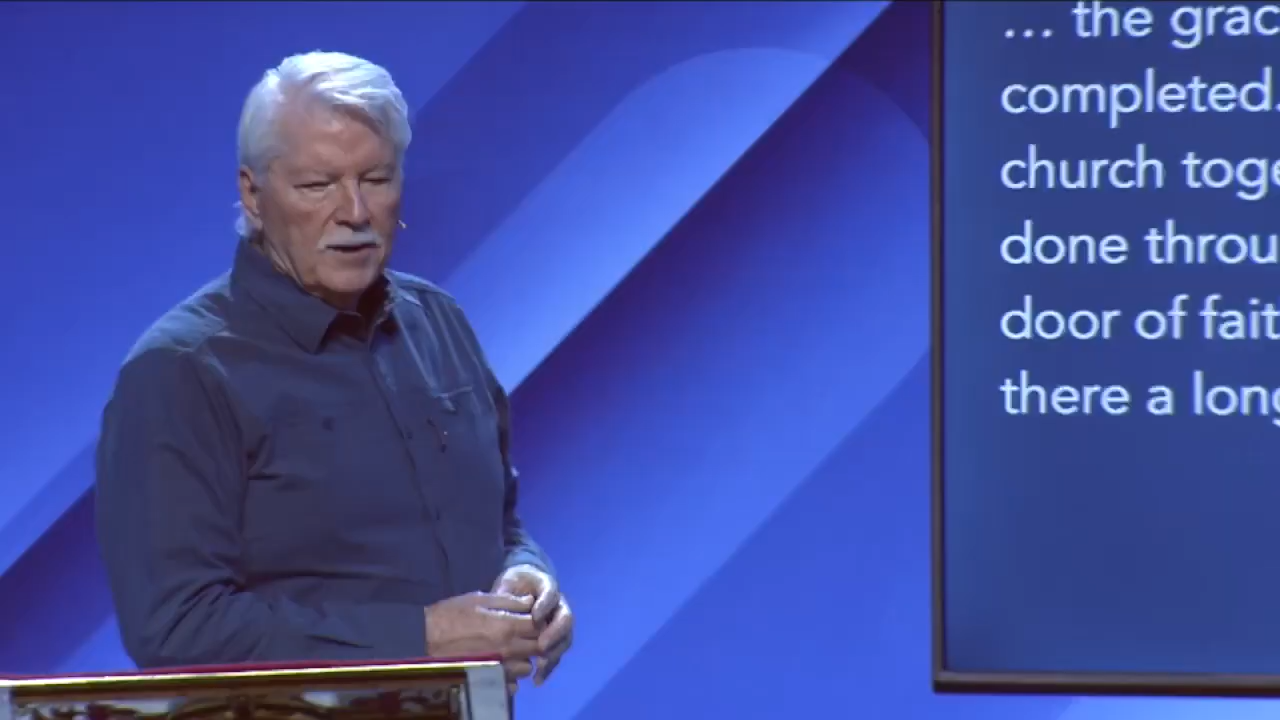 ... the grac
completed.
church toge
done throu
door of fait
there a long